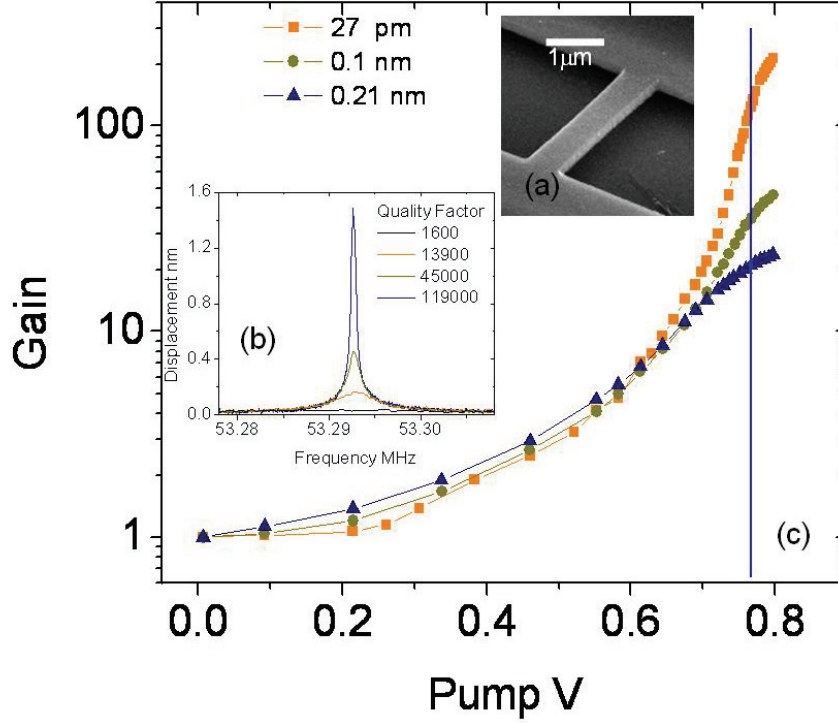 27 pm
0.1 nm
0.21 nm
1μm
(a)
100
10
1
Gain
1.6
1.2
0.8
0.4
0.0
Displacement nm
Quality Factor
1600
13900
45000
119000
(b)
53.28
53.29
53.30
Frequency MHz
(c)
0.0
0.2
0.4
0.6
0.8
Pump V